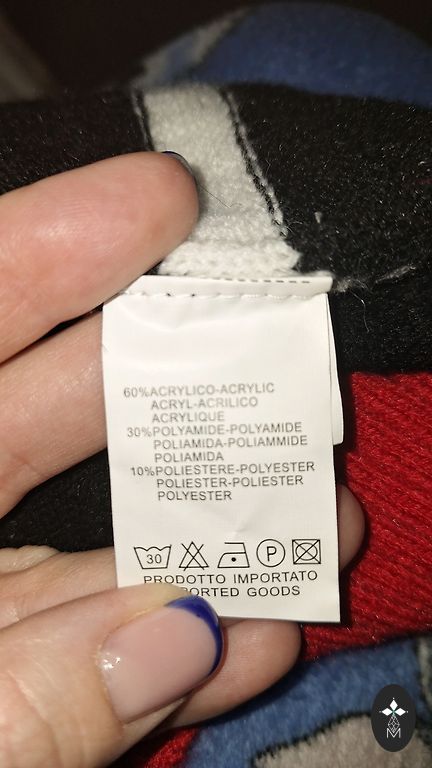 60%ACRYLICO-ACRYLIC
ACRYL-ACRILICO
ACRYLIQUE
30%POLYAMIDE-POLYAMIDE
POLIAMIDA-POLIAMMIDE
POLIAMIDA
10%POLIESTERE-POLYESTER
POLIESTER-POLIESTER
POLYESTER
30 P
PRODOTTO IMPORTATO
PORTED GOODS
M